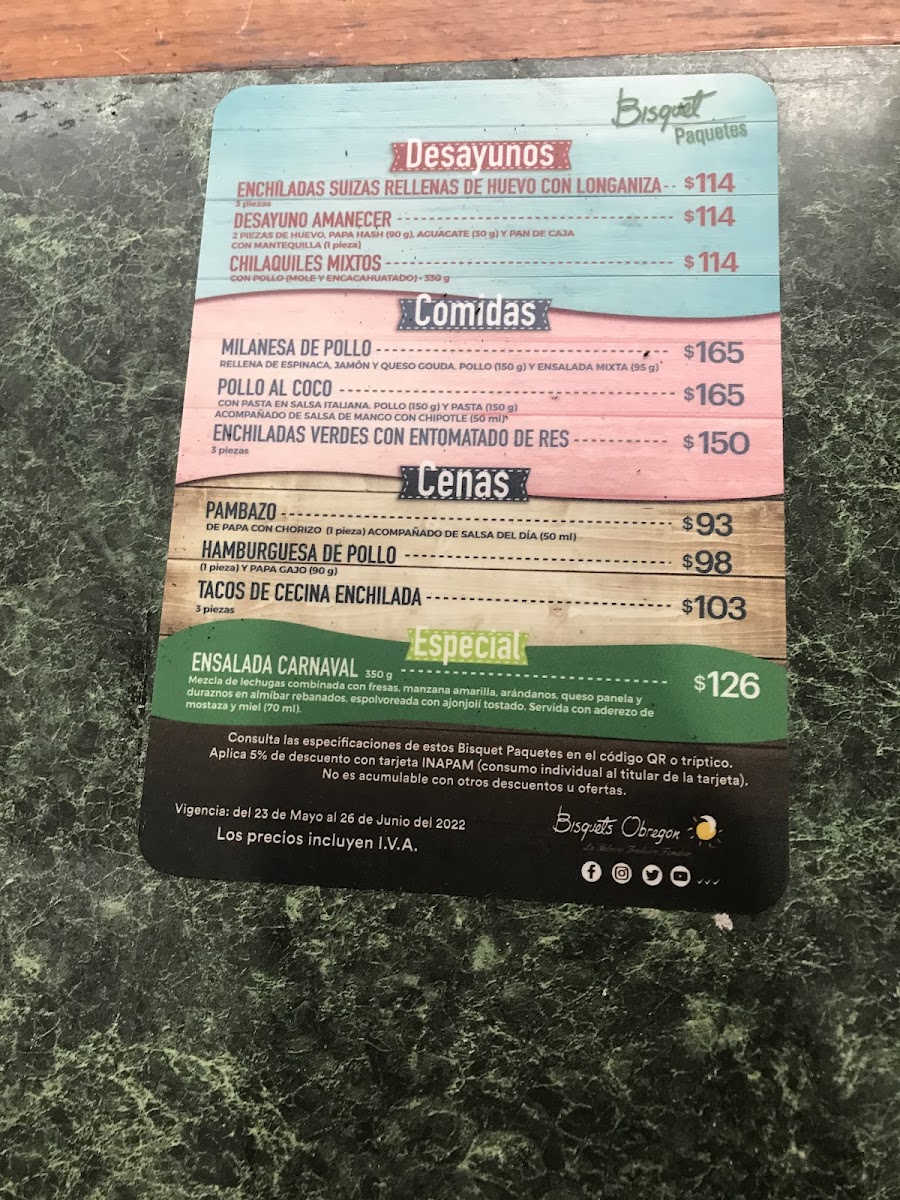 Bisquet
Paquetes
Desayunos
ENCHILADAS SUIZAS RELLENAS DE HUEVO CON LONGANIZA-- $114
3 piezas
DESAYUNO AMANECER $114
2 PIEZAS DE HUEVO, PAPA HASH (90 g), AGUACATE (30 g) Y PAN DE CAJA
CON MANTEQUILLA (1 pieza)
CHILAQUILES MIXTOS $114
CON POLLO (MOLE Y ENCACAHUATADO) - 330 g
Comidas
MILANESA DE POLLO $165
RELLENA DE ESPINACA, JAMÓN Y QUESO GOUDA. POLLO (150 g) Y ENSALADA MIXTA (95 g)*
POLLO AL COCO $165
CON PASTA EN SALSA ITALIANA. POLLO (150 g) Y PASTA (150 g)
ACOMPAÑADO DE SALSA DE MANGO CON CHIPOTLE (50 ml)*
ENCHILADAS VERDES CON ENTOMATADO DE RES $150
3 piezas
Cenas
PAMBAZO $93
DE PAPA CON CHORIZO (1 pieza) ACOMPAÑADO DE SALSA DEL DÍA (50 ml)
HAMBURGUESA DE POLLO $98
(1 pieza) Y PAPA GAJO (90 g)
TACOS DE CECINA ENCHILADA $103
3 piezas
Especial
ENSALADA CARNAVAL 350 g $126
Mezcla de lechugas combinada con fresas, manzana amarilla, arándanos, queso panela y
duraznos en almíbar rebanados, espolvoreada con ajonjolí tostado. Servida con aderezo de
mostaza y miel (70 ml).
Consulta las especificaciones de estos Bisquet Paquetes en el código QR o tríptico.
Aplica 5% de descuento con tarjeta INAPAM (consumo individual al titular de la tarjeta).
No es acumulable con otros descuentos u ofertas.
Vigencia: del 23 de Mayo al 26 de Junio del 2022
Los precios incluyen I.V.A.
Bisquets Obregon